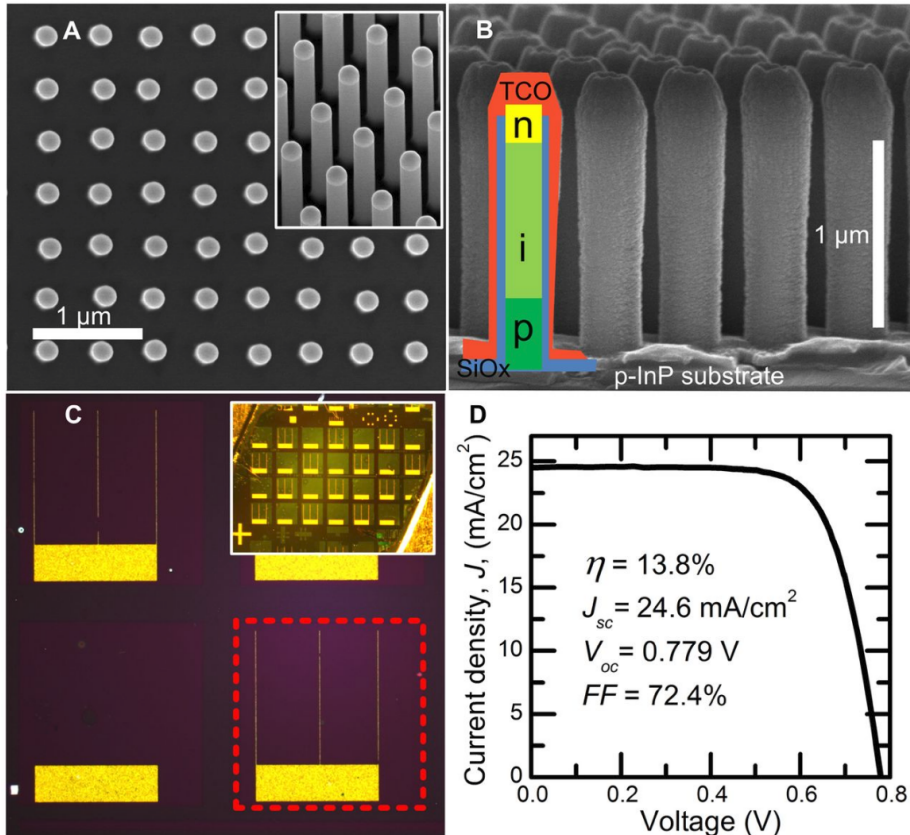 A
1 µm
B
TCO
n
i
p
SiOx
1 µm
p-InP substrate
C
D
Current density, J, (mA/cm²)
25
20
15
10
5
0
η = 13.8%
Jsc = 24.6 mA/cm²
Voc = 0.779 V
FF = 72.4%
0.0 0.2 0.4 0.6 0.8
Voltage (V)